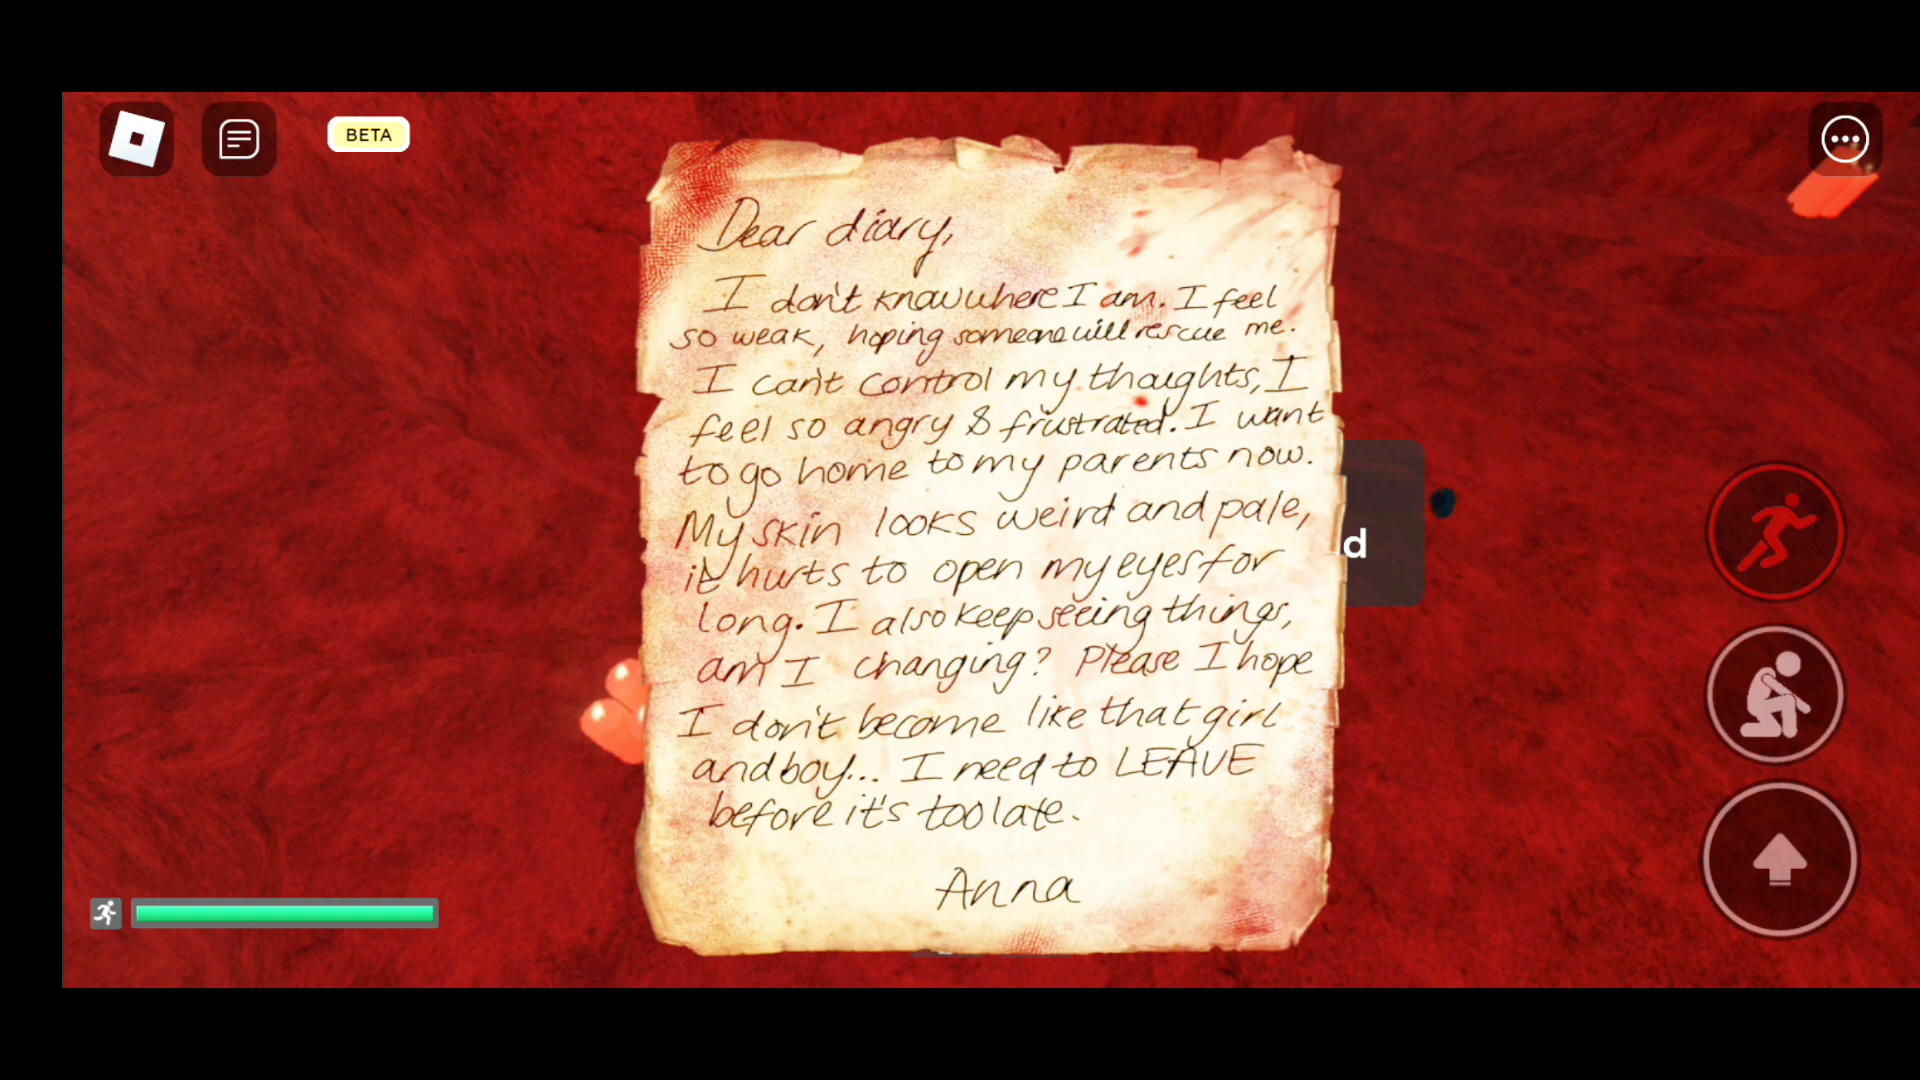 BETA
Dear diary,
I don't know where I am. I feel
so weak, hoping someone will rescue me.
I can't control my thoughts, I
feel so angry & frustrated. I want
to go home to my parents now.
My skin looks weird and pale,
it hurts to open my eyes for
long. I also keep seeing things,
am I changing? Please I hope
I don't become like that girl
and boy... I need to LEAVE
before it's too late.
Anna
d